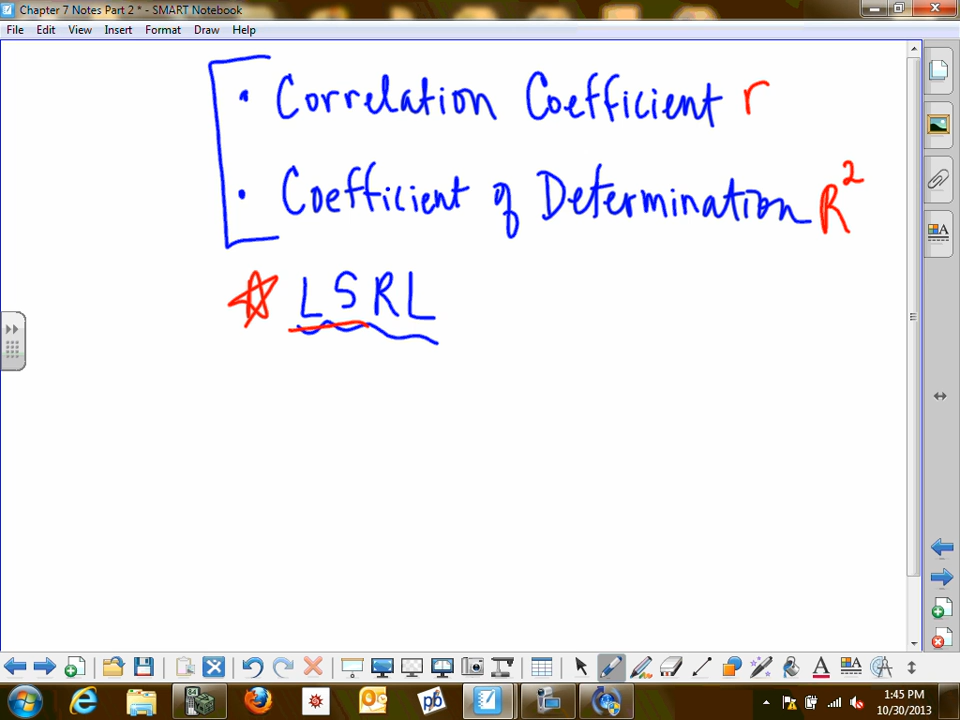 Chapter 7 Notes Part 2 * - SMART Notebook
File Edit View Insert Format Draw Help
• Correlation Coefficient r
• Coefficient of Determination R²
☆ LSRL
1:45 PM
10/30/2013